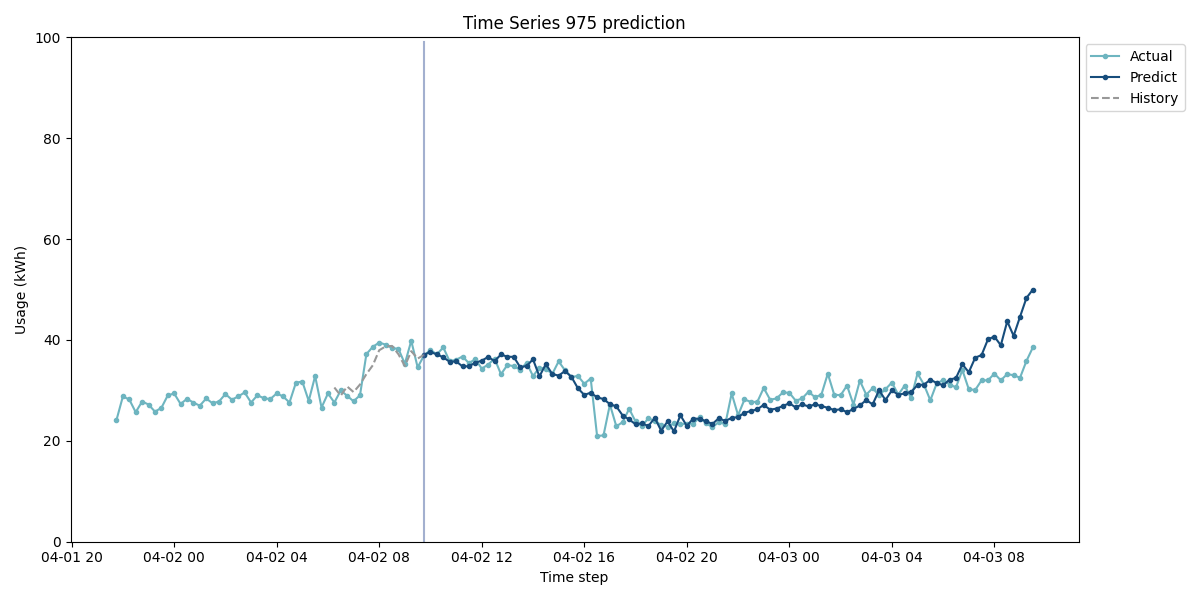 Time Series 975 prediction
100
80
60
40
20
0
Usage (kWh)
04-01 20 04-02 00 04-02 04 04-02 08 04-02 12 04-02 16 04-02 20 04-03 00 04-03 04 04-03 08
Time step
Actual
Predict
History